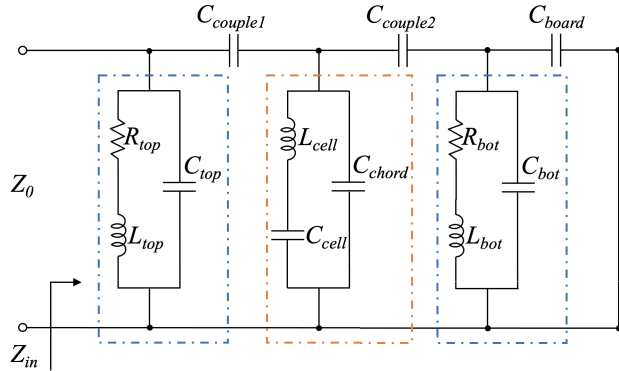 C_couple1
C_couple2
C_board
R_top
C_top
L_top
L_cell
C_chord
C_cell
R_bot
C_bot
L_bot
Z_0
Z_in